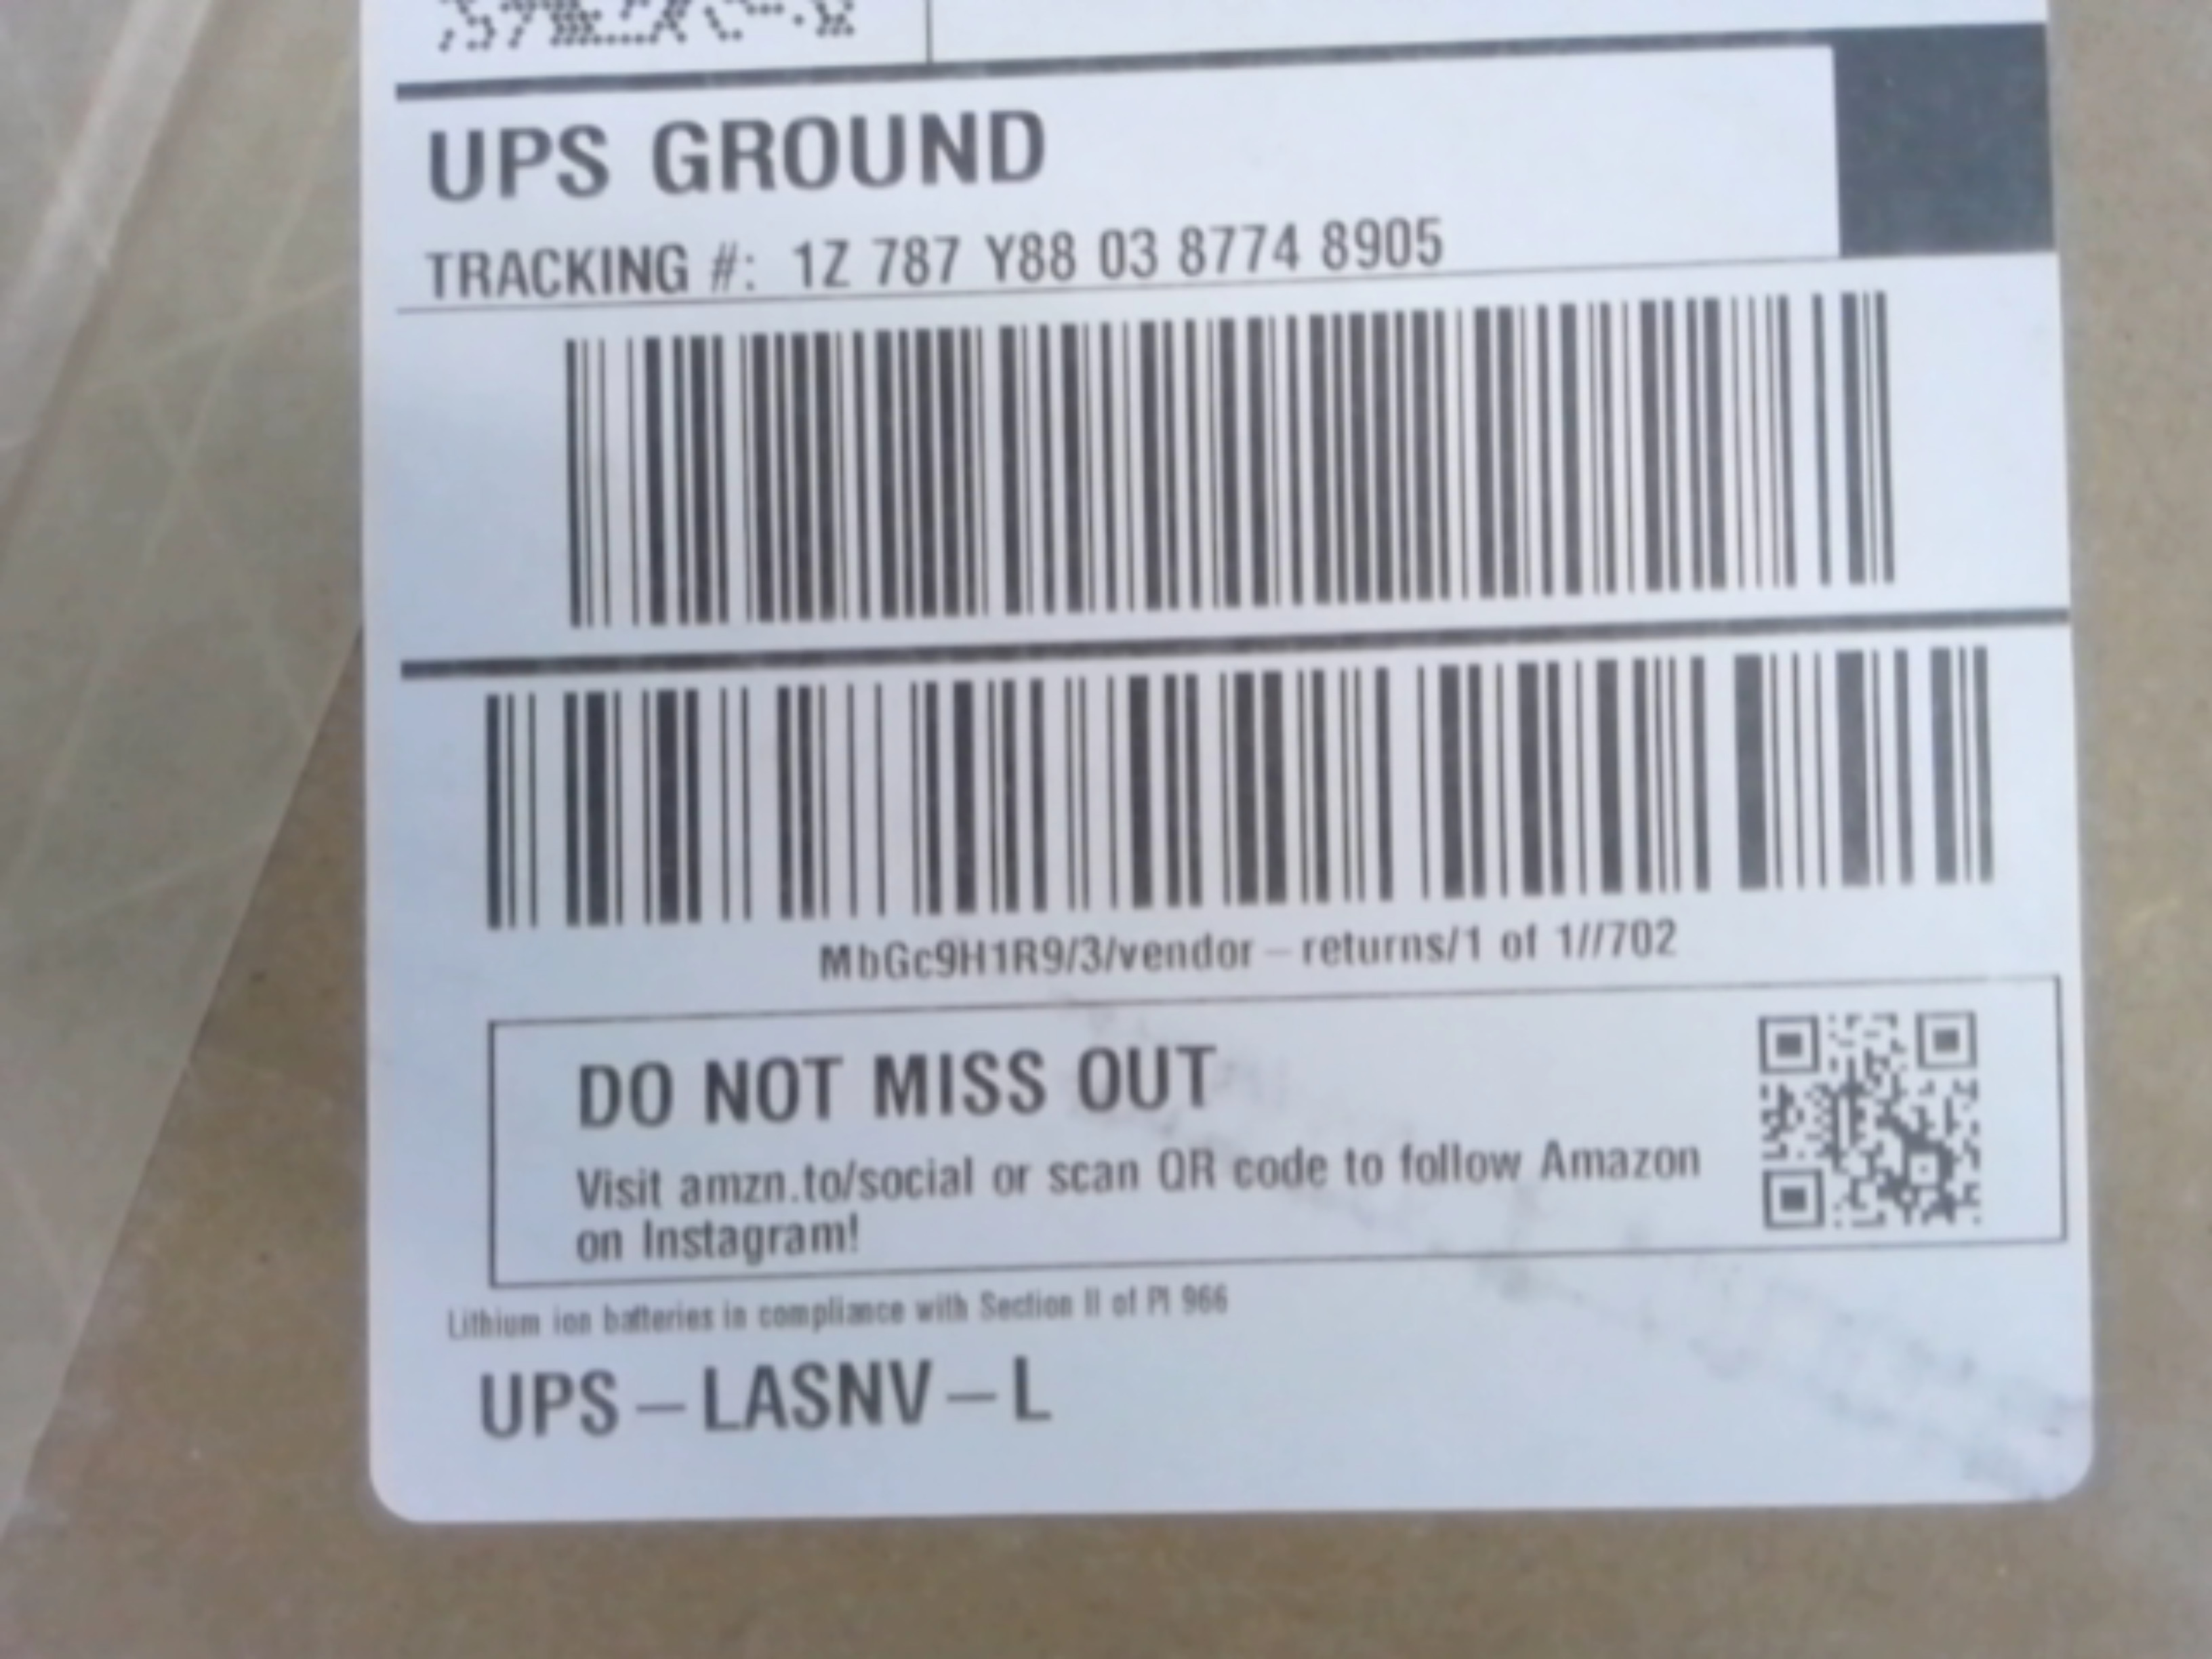 UPS GROUND
TRACKING #: 1Z 787 Y88 03 8774 8905
MbGc9H1R9/3/vendor – returns/1 of 1//702
DO NOT MISS OUT
Visit amzn.to/social or scan QR code to follow Amazon
on Instagram!
Lithium ion batteries in compliance with Section II of PI 966
UPS – LASNV – L